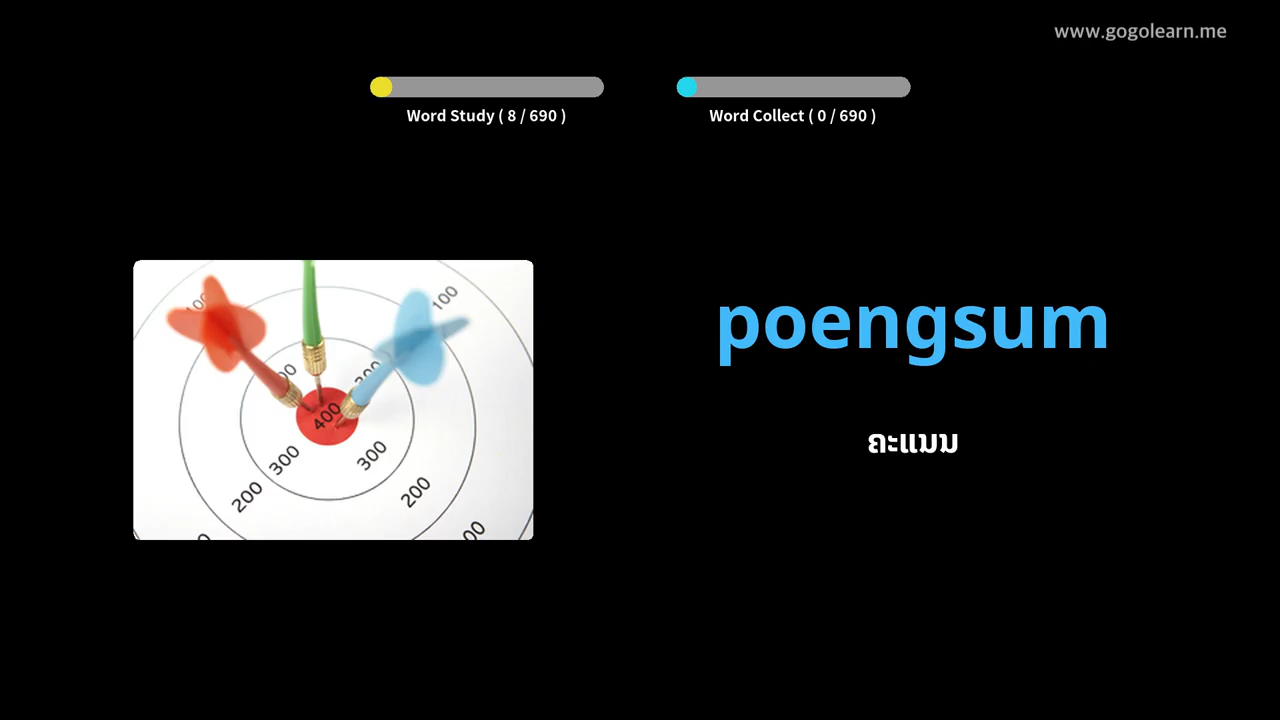 www.gogolearn.me
Word Study ( 8 / 690 )
Word Collect ( 0 / 690 )
poengsum
ຄະແນນ
100
100
300
400
300
300
200
200